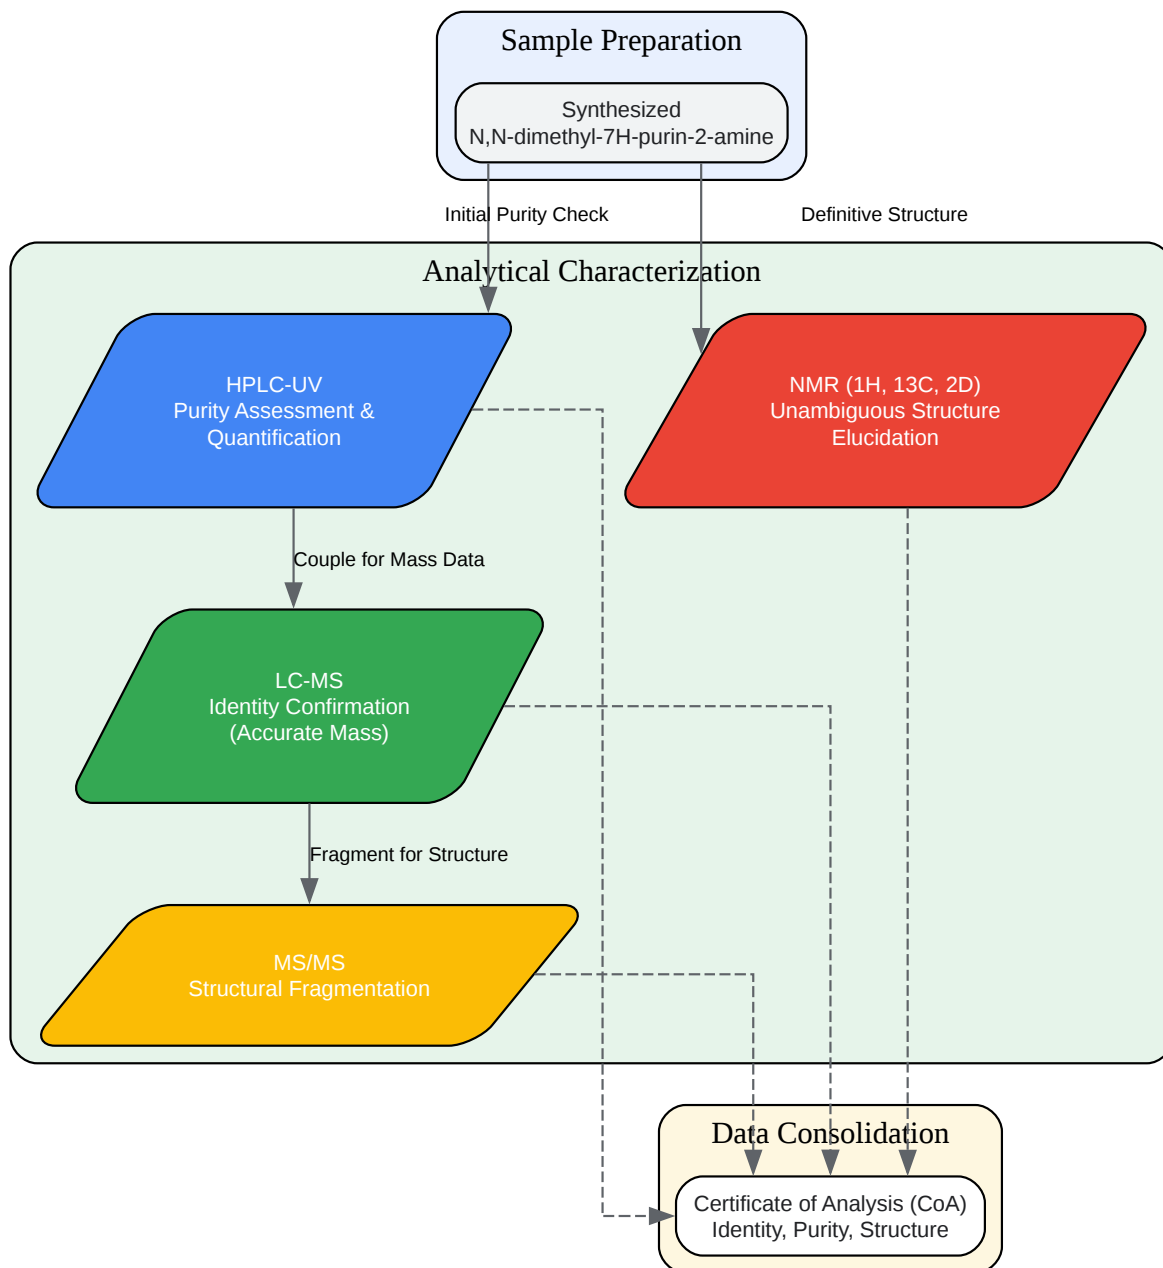 Sample Preparation
Synthesized
N,N-dimethyl-7H-purin-2-amine
Initial Purity Check
Definitive Structure
Analytical Characterization
HPLC-UV
Purity Assessment &
Quantification
NMR (1H, 13C, 2D)
Unambiguous Structure
Elucidation
Couple for Mass Data
LC-MS
Identity Confirmation
(Accurate Mass)
Fragment for Structure
MS/MS
Structural Fragmentation
Data Consolidation
Certificate of Analysis (CoA)
Identity, Purity, Structure